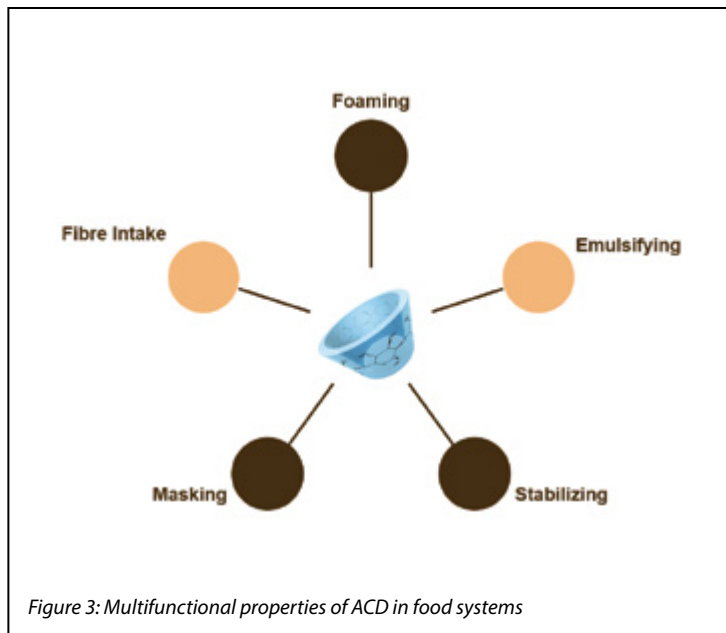 Foaming
Fibre Intake
Emulsifying
Masking
Stabilizing
Figure 3: Multifunctional properties of ACD in food systems